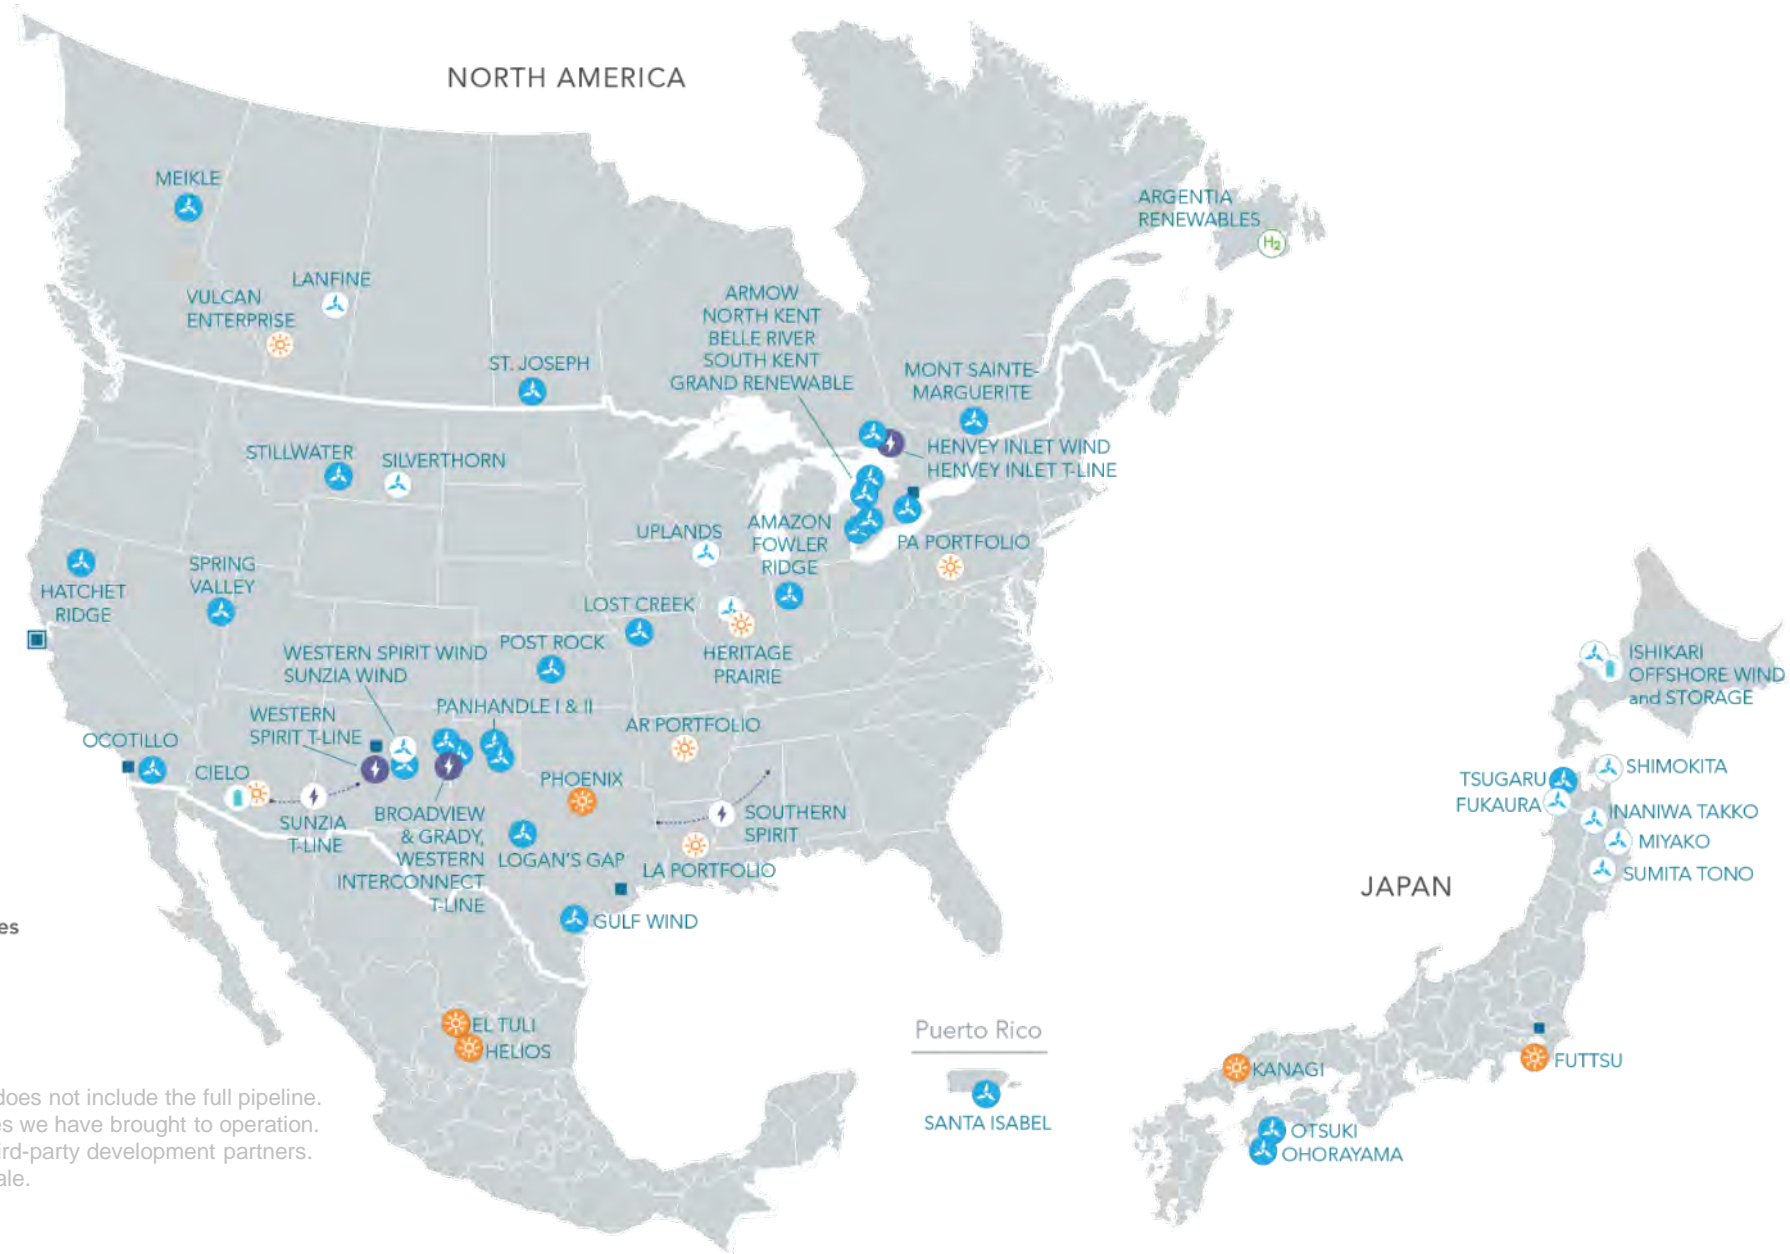 NORTH AMERICA
MEIKLE
ARGENTIA
RENEWABLES
H2
LANFINE
VULCAN
ENTERPRISE
ARMOW
NORTH KENT
BELLE RIVER
SOUTH KENT
GRAND RENEWABLE
ST. JOSEPH
MONT SAINTE-
MARGUERITE
STILLWATER
SILVERTHORN
HENVEY INLET WIND
HENVEY INLET T-LINE
UPLANDS
AMAZON
FOWLER
RIDGE
PA PORTFOLIO
HATCHET
RIDGE
SPRING
VALLEY
LOST CREEK
POST ROCK
HERITAGE
PRAIRIE
WESTERN SPIRIT WIND
SUNZIA WIND
WESTERN
SPIRIT T-LINE
PANHANDLE I & II
AR PORTFOLIO
OCOTILLO
CIELO
PHOENIX
SUNZIA
T-LINE
BROADVIEW
& GRADY,
WESTERN
INTERCONNECT
T-LINE
LOGAN'S GAP
SOUTHERN
SPIRIT
LA PORTFOLIO
GULF WIND
EL TULI
HELIOS
Puerto Rico
SANTA ISABEL
JAPAN
ISHIKARI
OFFSHORE WIND
and STORAGE
TSUGARU
SHIMOKITA
FUKAURA
INANIWA TAKKO
MIYAKO
SUMITA TONO
FUTTSU
KANAGI
OTSUKI
OHORAYAMA
es
does not include the full pipeline.
es we have brought to operation.
ird-party development partners.
ale.